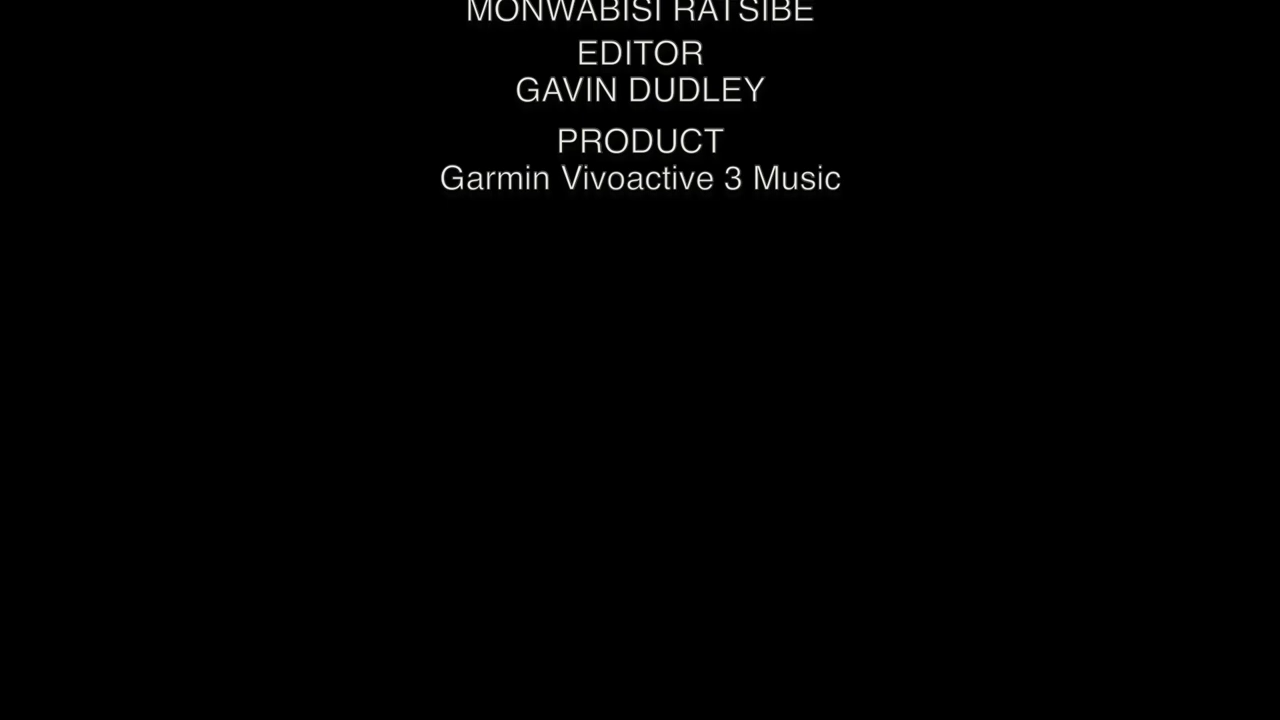 MONWABISI RATSIBE
EDITOR
GAVIN DUDLEY
PRODUCT
Garmin Vivoactive 3 Music